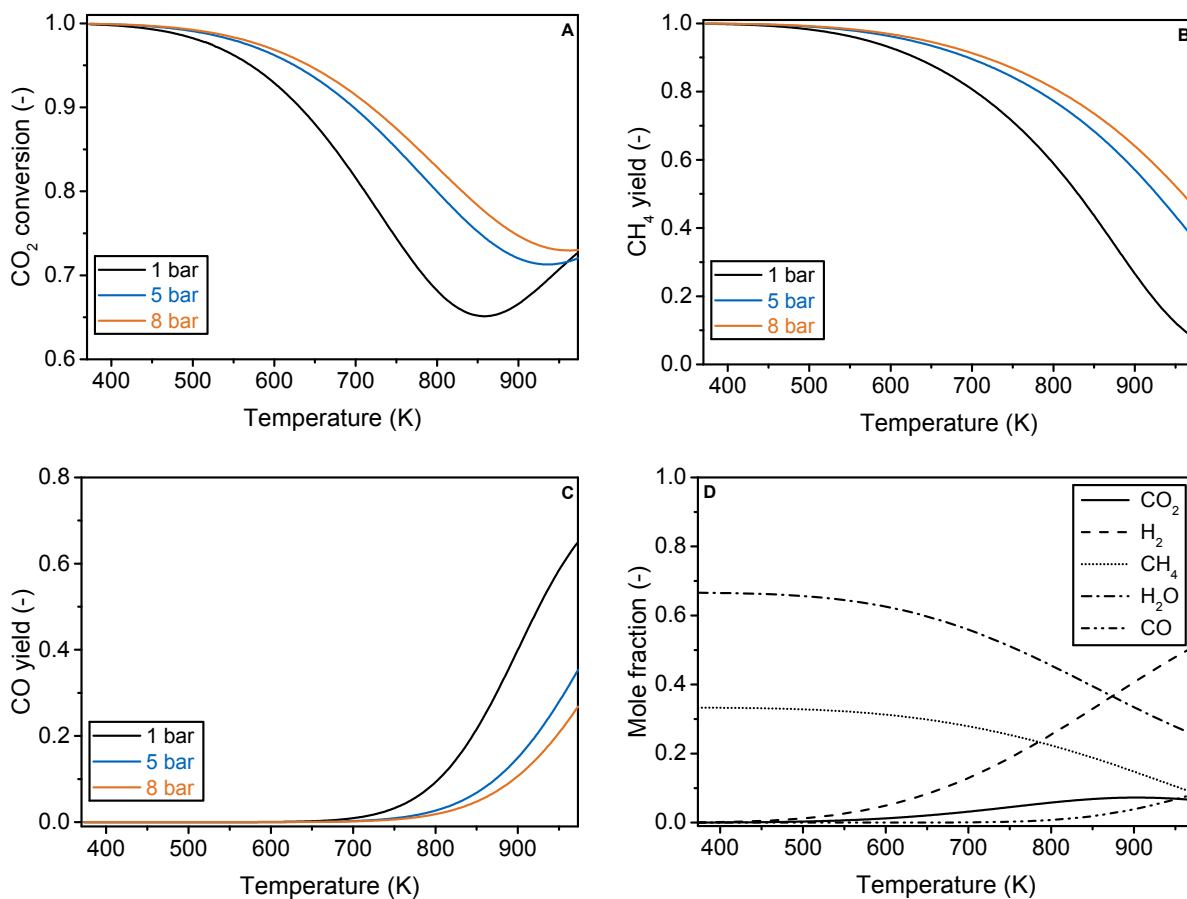 A
1.0
0.9
0.8
0.7
0.6
CO₂ conversion (-)
1 bar
5 bar
8 bar
400 500 600 700 800 900
Temperature (K)
B
1.0
0.8
0.6
0.4
0.2
0.0
CH₄ yield (-)
1 bar
5 bar
8 bar
400 500 600 700 800 900
Temperature (K)
C
0.8
0.6
0.4
0.2
0.0
CO yield (-)
1 bar
5 bar
8 bar
400 500 600 700 800 900
Temperature (K)
D
1.0
0.8
0.6
0.4
0.2
0.0
Mole fraction (-)
CO₂
H₂
CH₄
H₂O
CO
400 500 600 700 800 900
Temperature (K)